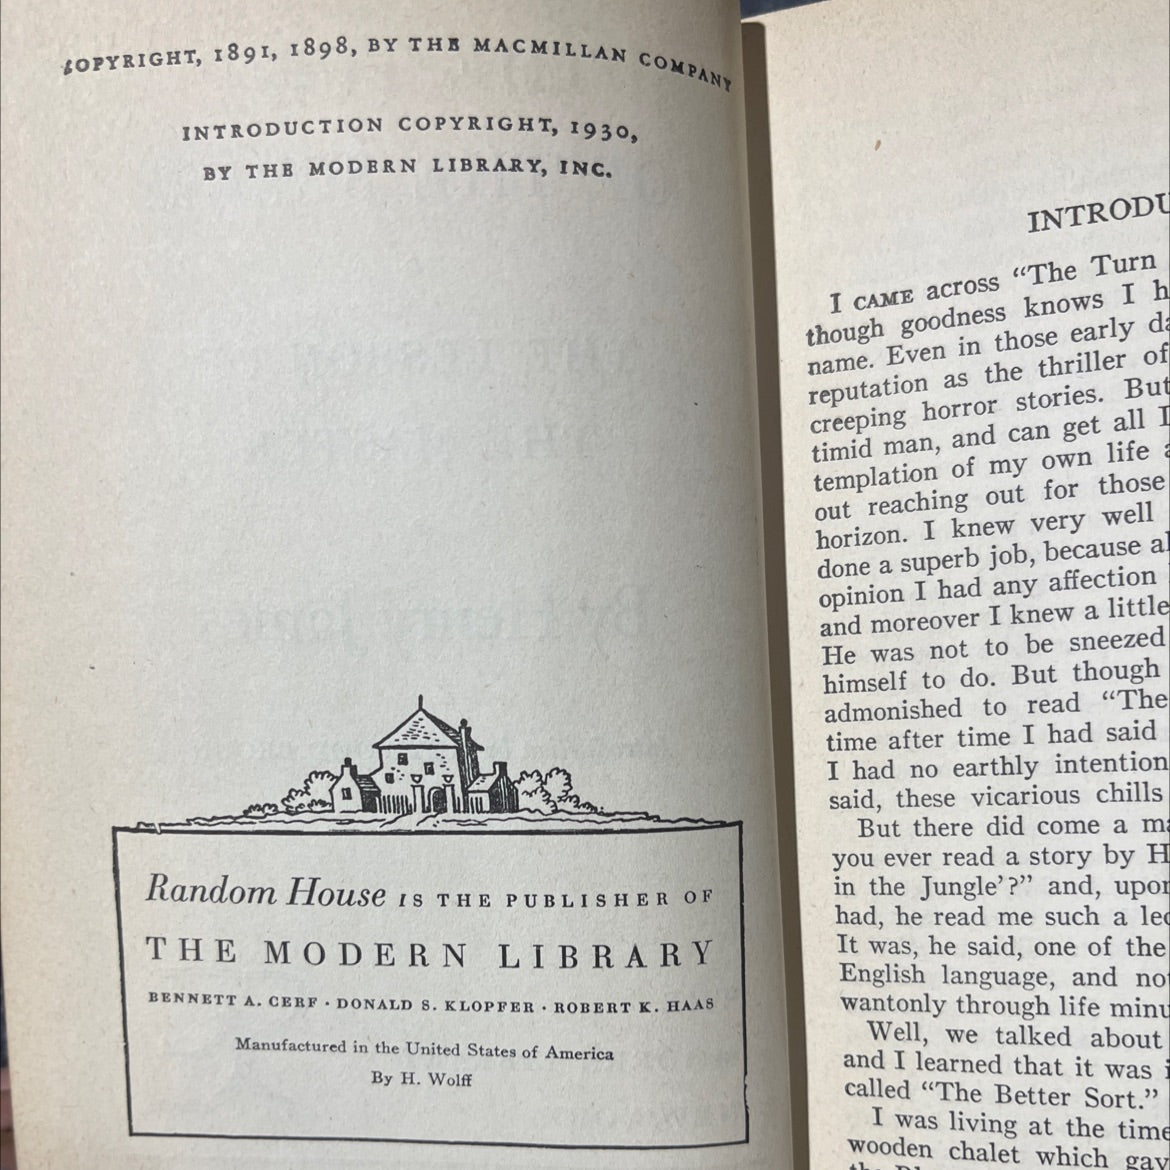 COPYRIGHT, 1891, 1898, BY THE MACMILLAN COMPANY
INTRODUCTION COPYRIGHT, 1930,
BY THE MODERN LIBRARY, INC.
Random House IS THE PUBLISHER OF
THE MODERN LIBRARY
BENNETT A. CERF · DONALD S. KLOPFER · ROBERT K. HAAS
Manufactured in the United States of America
By H. Wolff
INTRODU
I CAME across “The Turn
though goodness knows I h
name. Even in those early da
reputation as the thriller of
creeping horror stories. But
timid man, and can get all I
templation of my own life a
out reaching out for those
horizon. I knew very well
done a superb job, because al
opinion I had any affection
and moreover I knew a little
He was not to be sneezed
himself to do. But though
admonished to read “The
time after time I had said
I had no earthly intention
said, these vicarious chills
But there did come a ma
you ever read a story by H
in the Jungle’?” and, upon
had, he read me such a lec
It was, he said, one of the
English language, and not
wantonly through life minu
Well, we talked about
and I learned that it was i
called “The Better Sort.”
I was living at the time
wooden chalet which gav